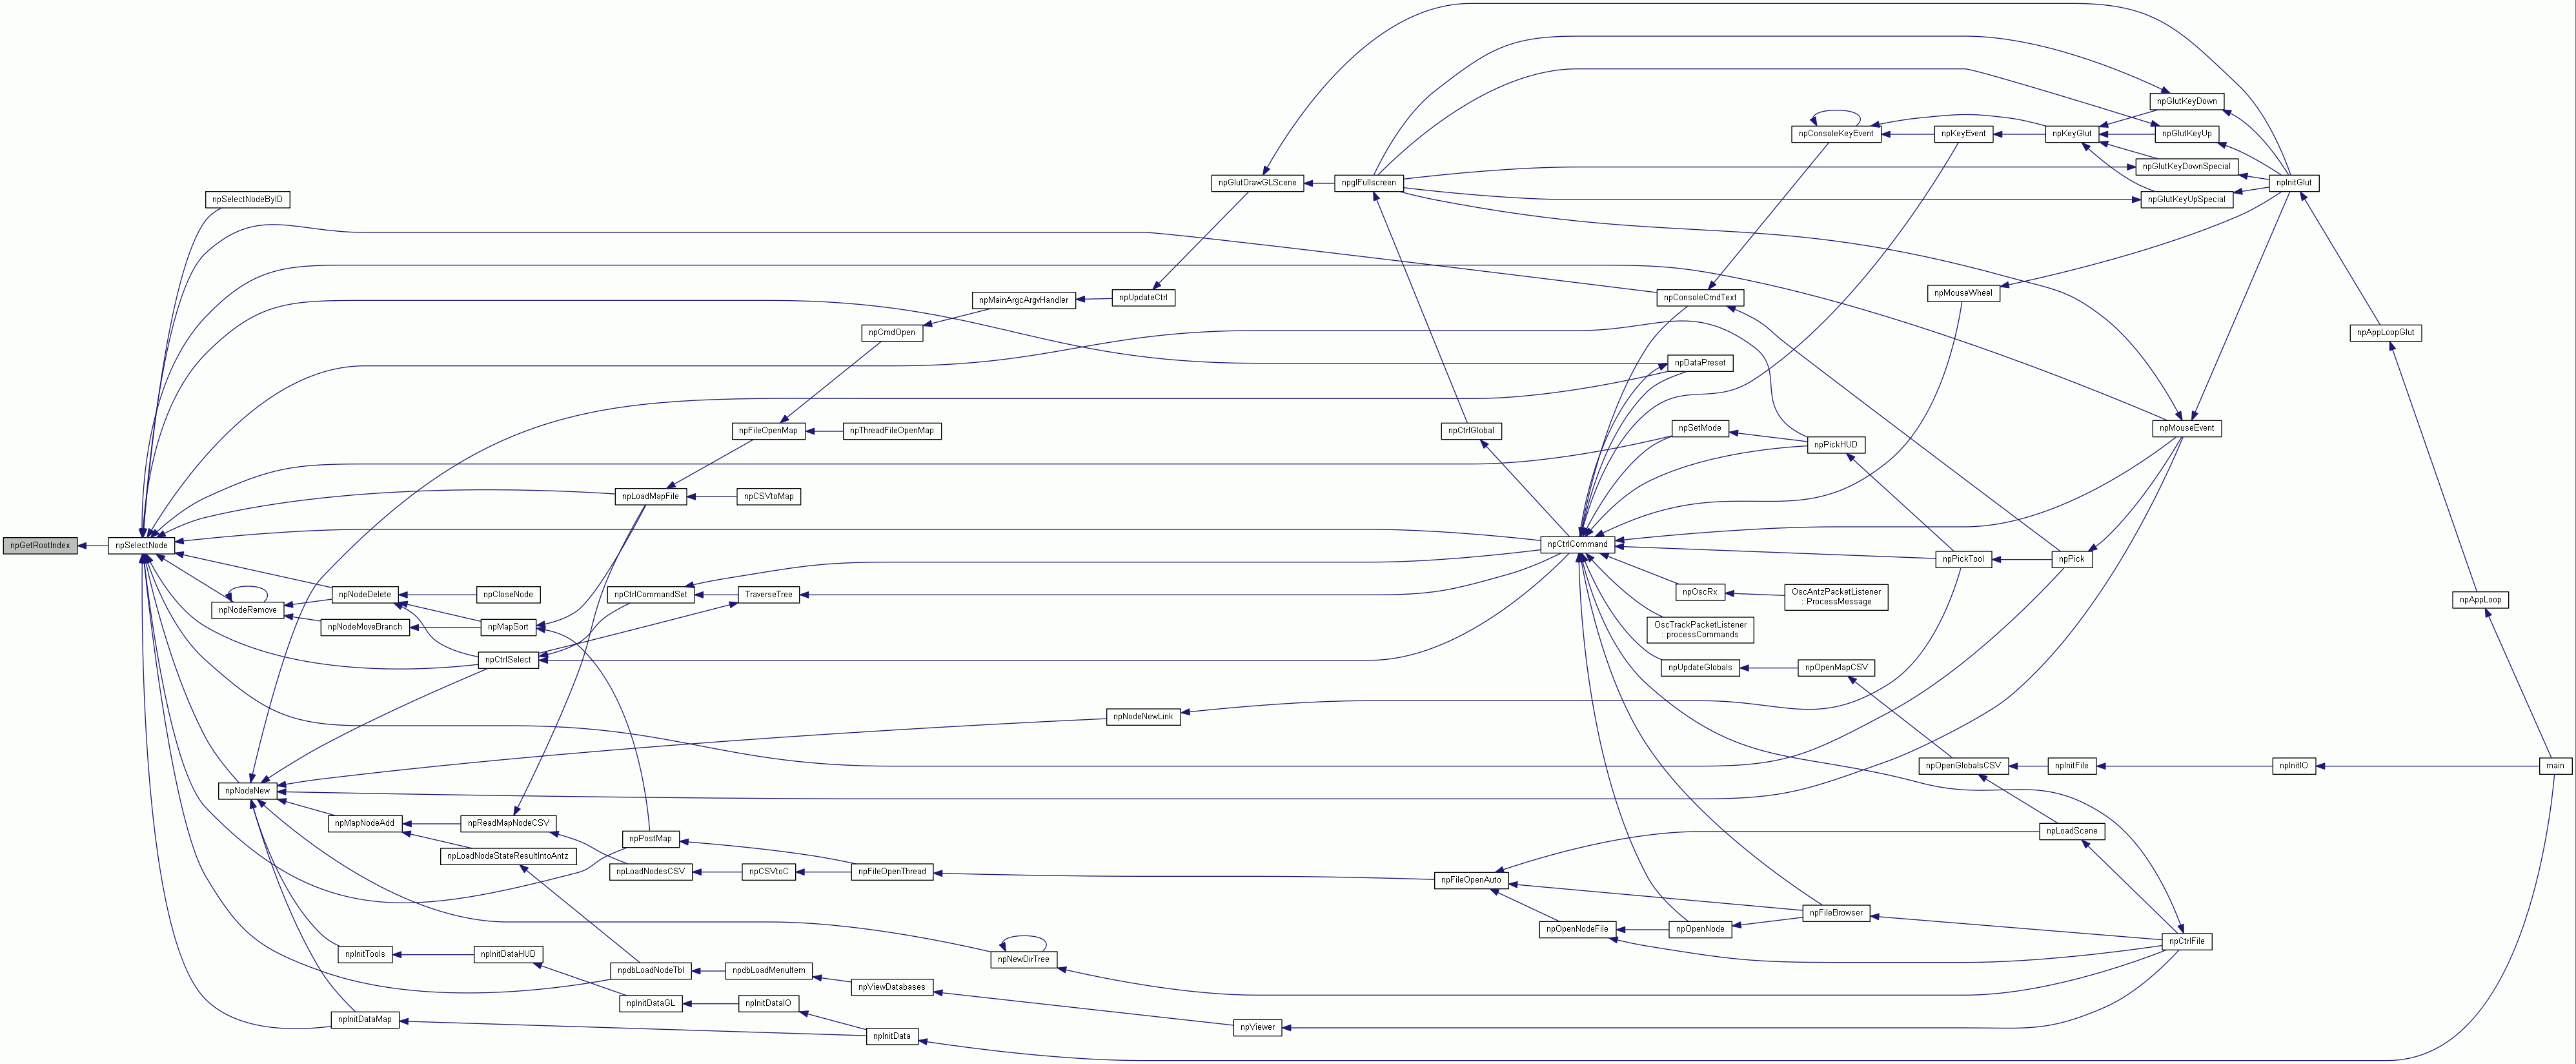 npGlutKeyDown
npConsoleKeyEvent
npKeyEvent
npKeyGlut
npGlutKeyUp
npGlutKeyDownSpecial
npGlutDrawGLScene
npglFullscreen
npInitGlut
npSelectNodeByID
npGlutKeyUpSpecial
npMouseWheel
npMainArgcArgvHandler
npUpdateCtrl
npConsoleCmdText
npCmdOpen
npAppLoopGlut
npDataPreset
npFileOpenMap
npThreadFileOpenMap
npCtrlGlobal
npSetMode
npMouseEvent
npPickHUD
npLoadMapFile
npCSVtoMap
npGetRootIndex
npSelectNode
npCtrlCommand
npPickTool
npPick
npNodeDelete
npCloseNode
npCtrlCommandSet
TraverseTree
npOscRx
OscAntzPacketListener
::ProcessMessage
npAppLoop
npNodeRemove
npNodeMoveBranch
npMapSort
OscTrackPacketListener
::processCommands
npCtrlSelect
npUpdateGlobals
npOpenMapCSV
npNodeNewLink
npOpenGlobalsCSV
npInitFile
npInitIO
main
npNodeNew
npMapNodeAdd
npReadMapNodeCSV
npLoadScene
npPostMap
npLoadNodeStateResultIntoAntz
npLoadNodesCSV
npCSVtoC
npFileOpenThread
npFileOpenAuto
npFileBrowser
npOpenNodeFile
npOpenNode
npCtrlFile
npInitTools
npInitDataHUD
npNewDirTree
npdbLoadNodeTbl
npdbLoadMenuItem
npViewDatabases
npInitDataGL
npInitDataIO
npInitDataMap
npViewer
npInitData